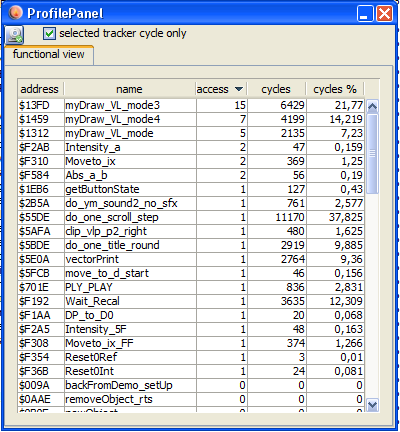 ProfilePanel
selected tracker cycle only
functional view
address name access cycles cycles %
$13FD myDraw_VL_mode3 15 6429 21,77
$1459 myDraw_VL_mode4 7 4199 14,219
$1312 myDraw_VL_mode 5 2135 7,23
$F2AB Intensity_a 2 47 0,159
$F310 Moveto_ix 2 369 1,25
$F584 Abs_a_b 2 56 0,19
$1EB6 getButtonState 1 127 0,43
$2B5A do_ym_sound2_no_sfx 1 761 2,577
$55DE do_one_scroll_step 1 11170 37,825
$5AFA clip_vlp_p2_right 1 480 1,625
$5BDE do_one_title_round 1 2919 9,885
$5E0A vectorPrint 1 2764 9,36
$5FCB move_to_d_start 1 46 0,156
$701E PLY_PLAY 1 836 2,831
$F192 Wait_Recal 1 3635 12,309
$F1AA DP_to_D0 1 20 0,068
$F2A5 Intensity_5F 1 48 0,163
$F308 Moveto_ix_FF 1 374 1,266
$F354 Reset0Ref 1 3 0,01
$F36B Reset0Int 1 24 0,081
$009A backFromDemo_setUp 0 0 0
$0AAE removeObject_rts 0 0 0